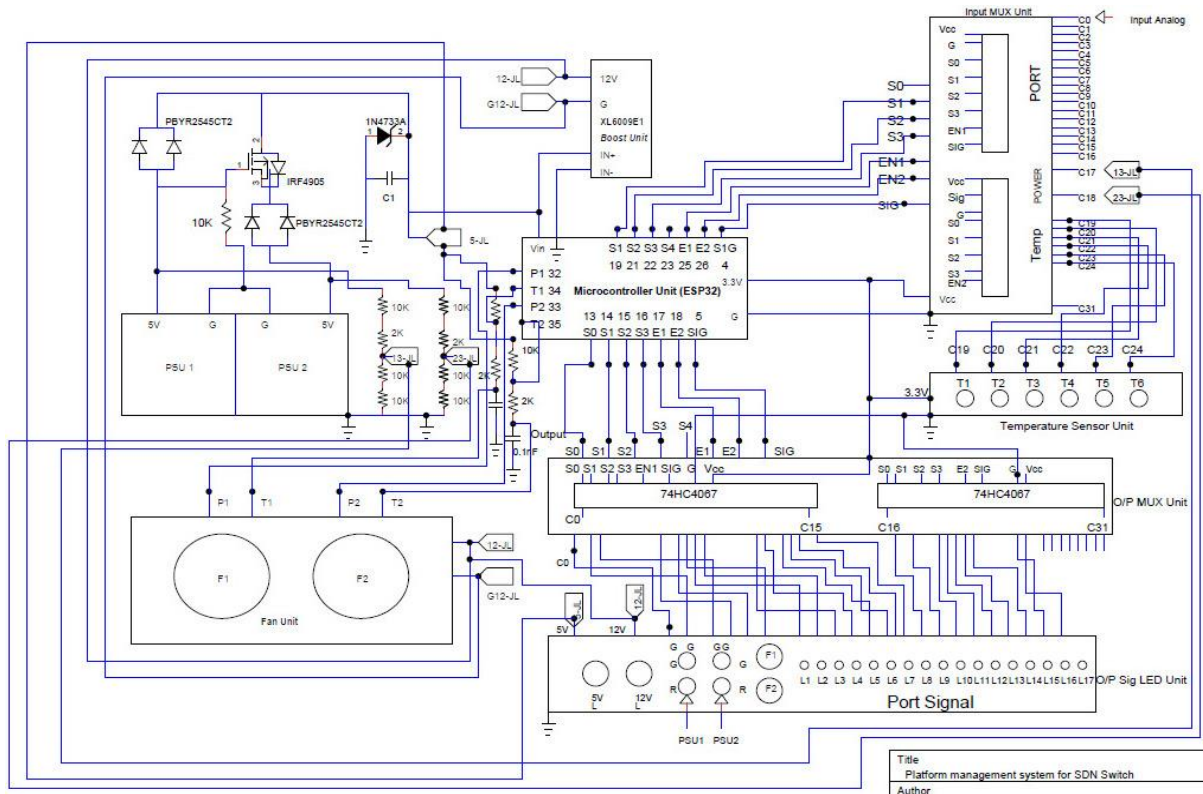 Input MUX Unit
C0
Input Analog
C1
C2
C3
C4
C5
C6
C7
C8
C9
C10
C11
C12
C13
C14
C15
C16
C17
13-JL
C18
23-JL
C19
C20
C21
C22
C23
C24
C31
PORT
POWER
Temp
Vcc
G
S0
S1
S2
S3
EN1
SIG
Vcc
Sig
G
S0
S1
S2
S3
EN2
Vcc
S0
S1
S2
S3
EN1
EN2
SIG
12-JL
G12-JL
12V
G
XL6009E1
Boost Unit
IN+
IN-
PBYR2545CT2
1N4733A
1
2
C1
2
1
3
IRF4905
10K
PBYR2545CT2
5-JL
Vin
S1 S2 S3 S4 E1 E2 S1G
19 21 22 23 25 26 4
P1 32
T1 34
P2 33
T2 35
Microcontroller Unit (ESP32)
3.3V
G
13 14 15 16 17 18 5
S0 S1 S2 S3 E1 E2 SIG
5V G G 5V
PSU 1
PSU 2
10K
2K
13-JL
10K
10K
10K
2K
23-JL
10K
10K
2K
10K
2K
0.1nF
Output
C19 C20 C21 C22 C23 C24
3.3V
T1 T2 T3 T4 T5 T6
Temperature Sensor Unit
S0 S1 S2 S3 S4 E1 E2 SIG
S0 S1 S2 S3 EN1 SIG G Vcc
S0 S1 S2 S3 E2 SIG G Vcc
74HC4067
74HC4067
O/P MUX Unit
C0 C15 C16 C31
C0
P1 T1 P2 T2
F1
F2
Fan Unit
12-JL
G12-JL
5-JL
12-JL
5V 12V
G G GG
G G
R R
F1
F2
5V
L
12V
L
L1 L2 L3 L4 L5 L6 L7 L8 L9 L10 L11 L12 L13 L14 L15 L16 L17
O/P Sig LED Unit
Port Signal
PSU1 PSU2
Title
Platform management system for SDN Switch
Author